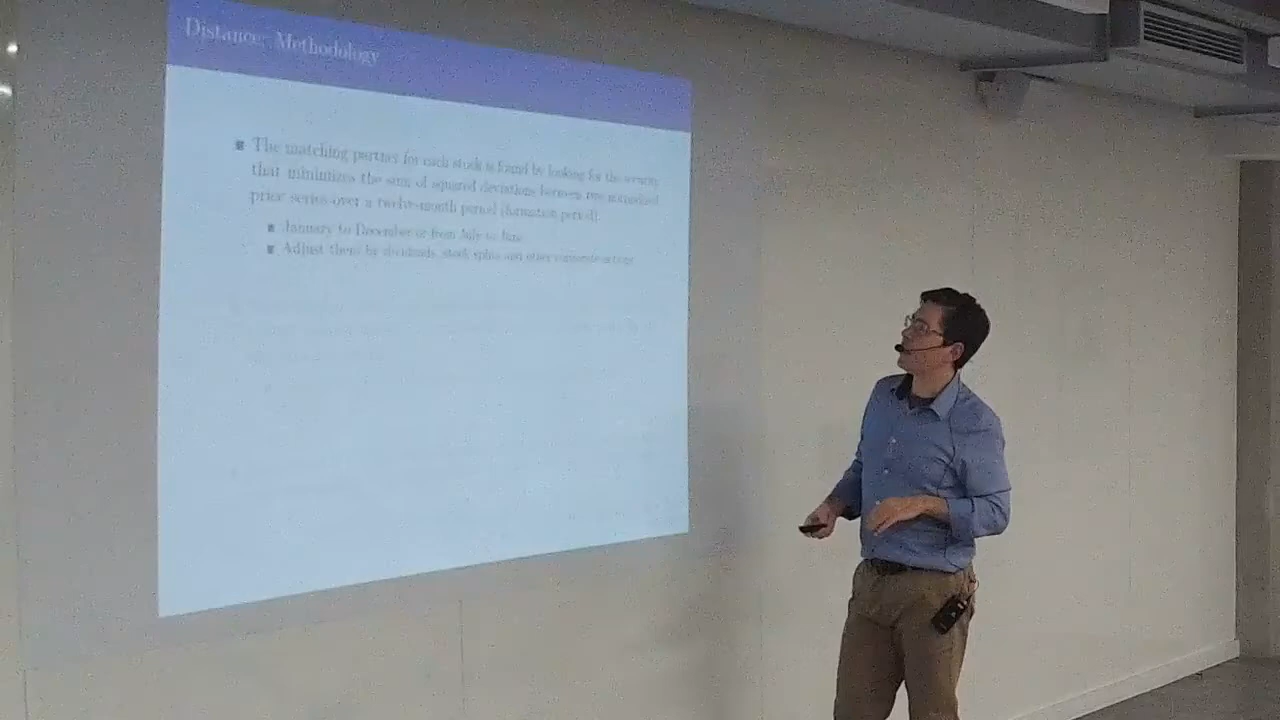 Distance: Methodology
■ The matching partner for each stock is found by looking for the security
that minimizes the sum of squared deviations between two normalized
price series over a twelve-month period (formation period).
■ January to December or from July to June
■ Adjust them by dividends, stock splits and other corporate actions